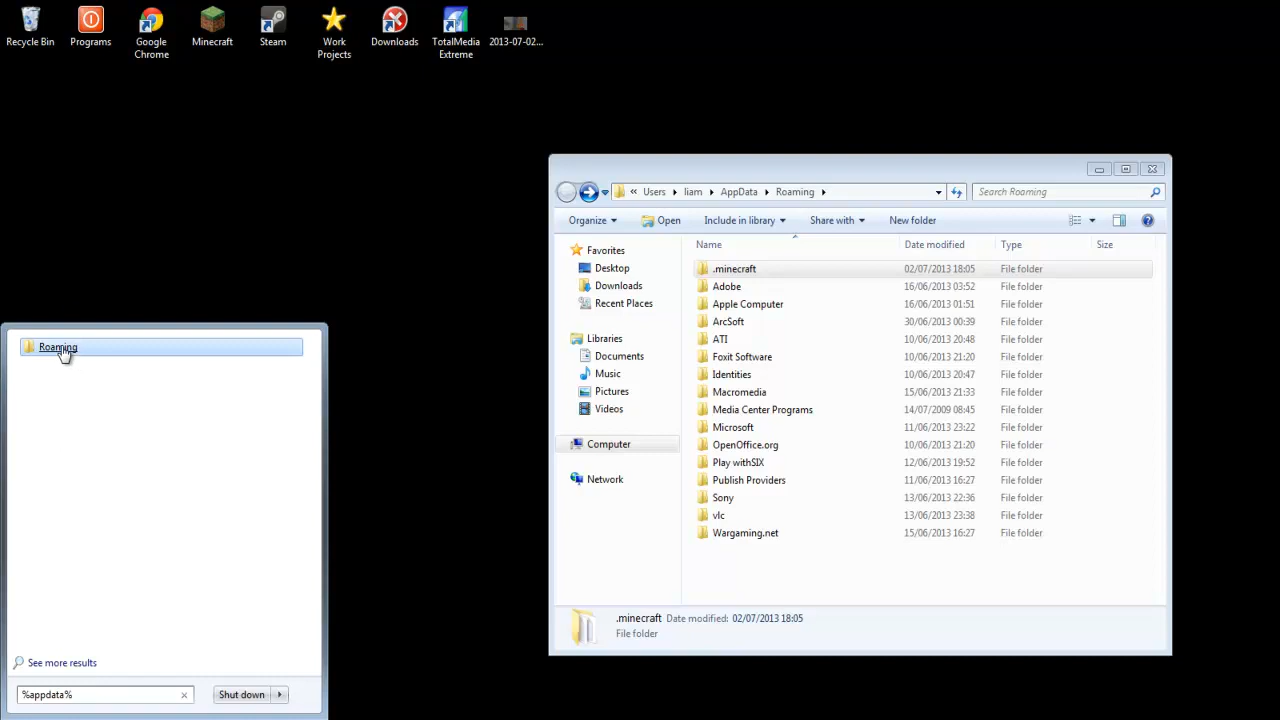 Recycle Bin
Programs
Google
Chrome
Minecraft
Steam
Work
Projects
Downloads
TotalMedia
Extreme
2013-07-02...
« Users ▸ liam ▸ AppData ▸ Roaming ▸
Search Roaming
Organize
Open
Include in library
Share with
New folder
Favorites
Desktop
Downloads
Recent Places
Libraries
Documents
Music
Pictures
Videos
Computer
Network
Name Date modified Type Size
.minecraft 02/07/2013 18:05 File folder
Adobe 16/06/2013 03:52 File folder
Apple Computer 16/06/2013 01:51 File folder
ArcSoft 30/06/2013 00:39 File folder
ATI 10/06/2013 20:48 File folder
Foxit Software 10/06/2013 21:20 File folder
Identities 10/06/2013 20:47 File folder
Macromedia 15/06/2013 21:33 File folder
Media Center Programs 14/07/2009 08:45 File folder
Microsoft 11/06/2013 23:22 File folder
OpenOffice.org 10/06/2013 21:20 File folder
Play withSIX 12/06/2013 19:52 File folder
Publish Providers 11/06/2013 16:27 File folder
Sony 13/06/2013 22:36 File folder
vlc 13/06/2013 23:38 File folder
Wargaming.net 15/06/2013 16:27 File folder
.minecraft Date modified: 02/07/2013 18:05
File folder
Roaming
See more results
%appdata%
Shut down